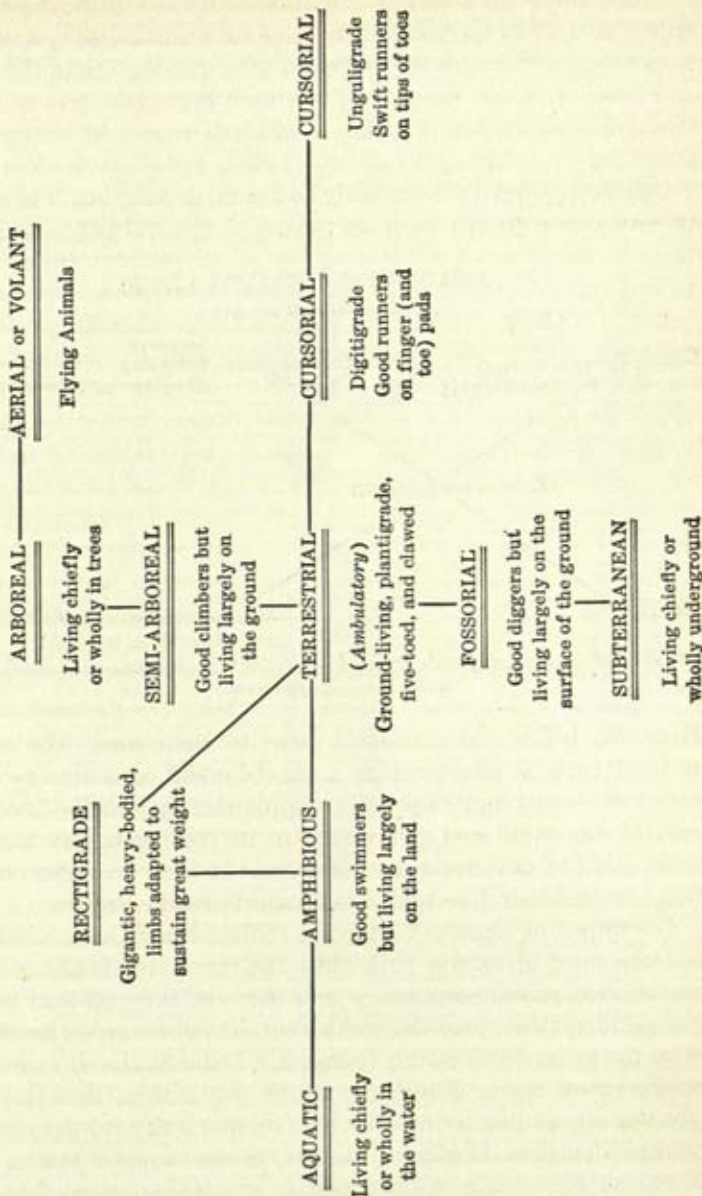 ARBOREAL
Living chiefly
or wholly in trees
AERIAL or VOLANT
Flying Animals
SEMI-ARBOREAL
Good climbers but
living largely on
the ground
RECTIGRADE
Gigantic, heavy-bodied,
limbs adapted to
sustain great weight
AQUATIC
Living chiefly
or wholly in
the water
AMPHIBIOUS
Good swimmers
but living largely
on the land
TERRESTRIAL
(Ambulatory)
Ground-living, plantigrade,
five-toed, and clawed
CURSORIAL
Digitigrade
Good runners
on finger (and
toe) pads
CURSORIAL
Unguligrade
Swift runners
on tips of toes
FOSSORIAL
Good diggers but
living largely on the
surface of the ground
SUBTERRANEAN
Living chiefly or
wholly underground